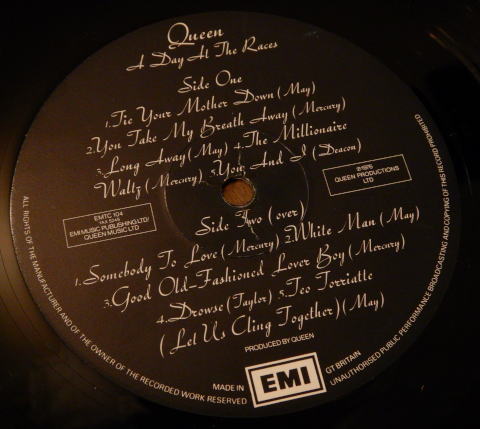 Queen
A Day At The Races
Side One
1.Tie Your Mother Down (May)
2.You Take My Breath Away (Mercury)
3.Long Away (May) 4.The Millionaire
Waltz (Mercury) 5.You And I (Deacon)
℗1976
QUEEN PRODUCTIONS
LTD
EMTC 104
YAX 5246
EMI MUSIC PUBLISHING LTD/
QUEEN MUSIC LTD
Side Two (over)
1.Somebody To Love (Mercury) 2.White Man (May)
3.Good Old-Fashioned Lover Boy (Mercury)
4.Drowse (Taylor) 5.Teo Torriatte
(Let Us Cling Together) (May)
PRODUCED BY QUEEN
MADE IN
EMI
GT BRITAIN
ALL RIGHTS OF THE MANUFACTURER AND OF THE OWNER OF THE RECORDED WORK RESERVED
UNAUTHORISED PUBLIC PERFORMANCE BROADCASTING AND COPYING OF THIS RECORD PROHIBITED